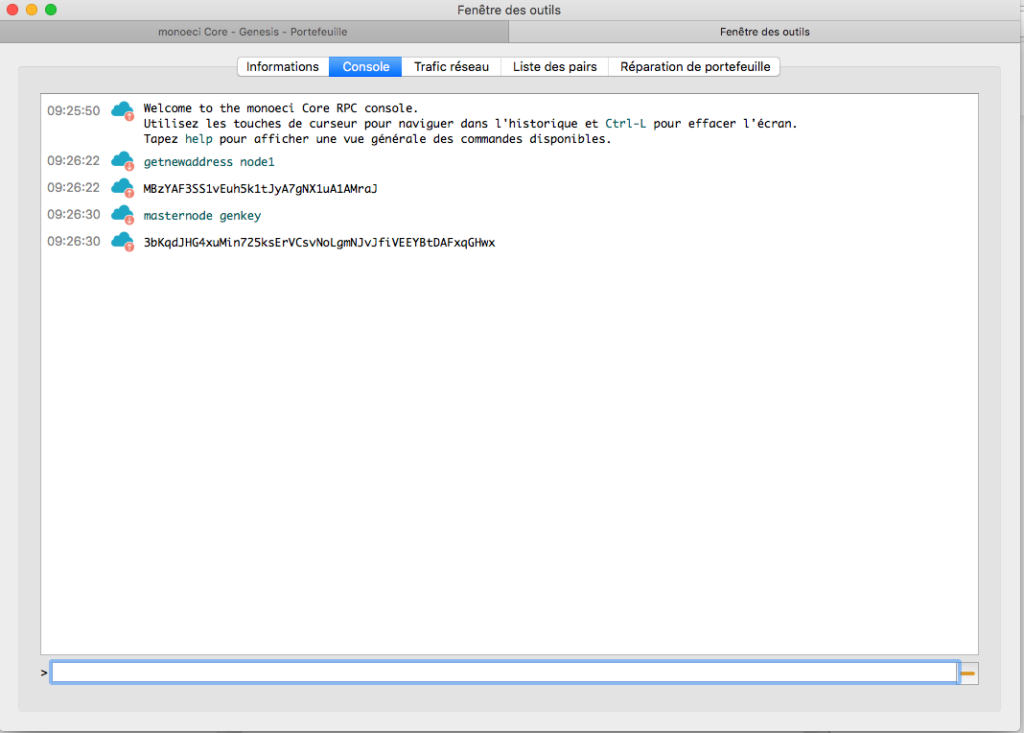 Fenêtre des outils
monoeci Core - Genesis - Portefeuille
Fenêtre des outils
Informations
Console
Trafic réseau
Liste des pairs
Réparation de portefeuille
09:25:50 Welcome to the monoeci Core RPC console.
Utilisez les touches de curseur pour naviguer dans l'historique et Ctrl-L pour effacer l'écran.
Tapez help pour afficher une vue générale des commandes disponibles.
09:26:22 getnewaddress node1
09:26:22 MBzYAF3SS1vEuh5k1tJyA7gNX1uA1AMraJ
09:26:30 masternode genkey
09:26:30 3bKqdJHG4xuMin7Z5ksErVCsvNoLgmNJvJfiVEEYBtDAFxqGHwx
>